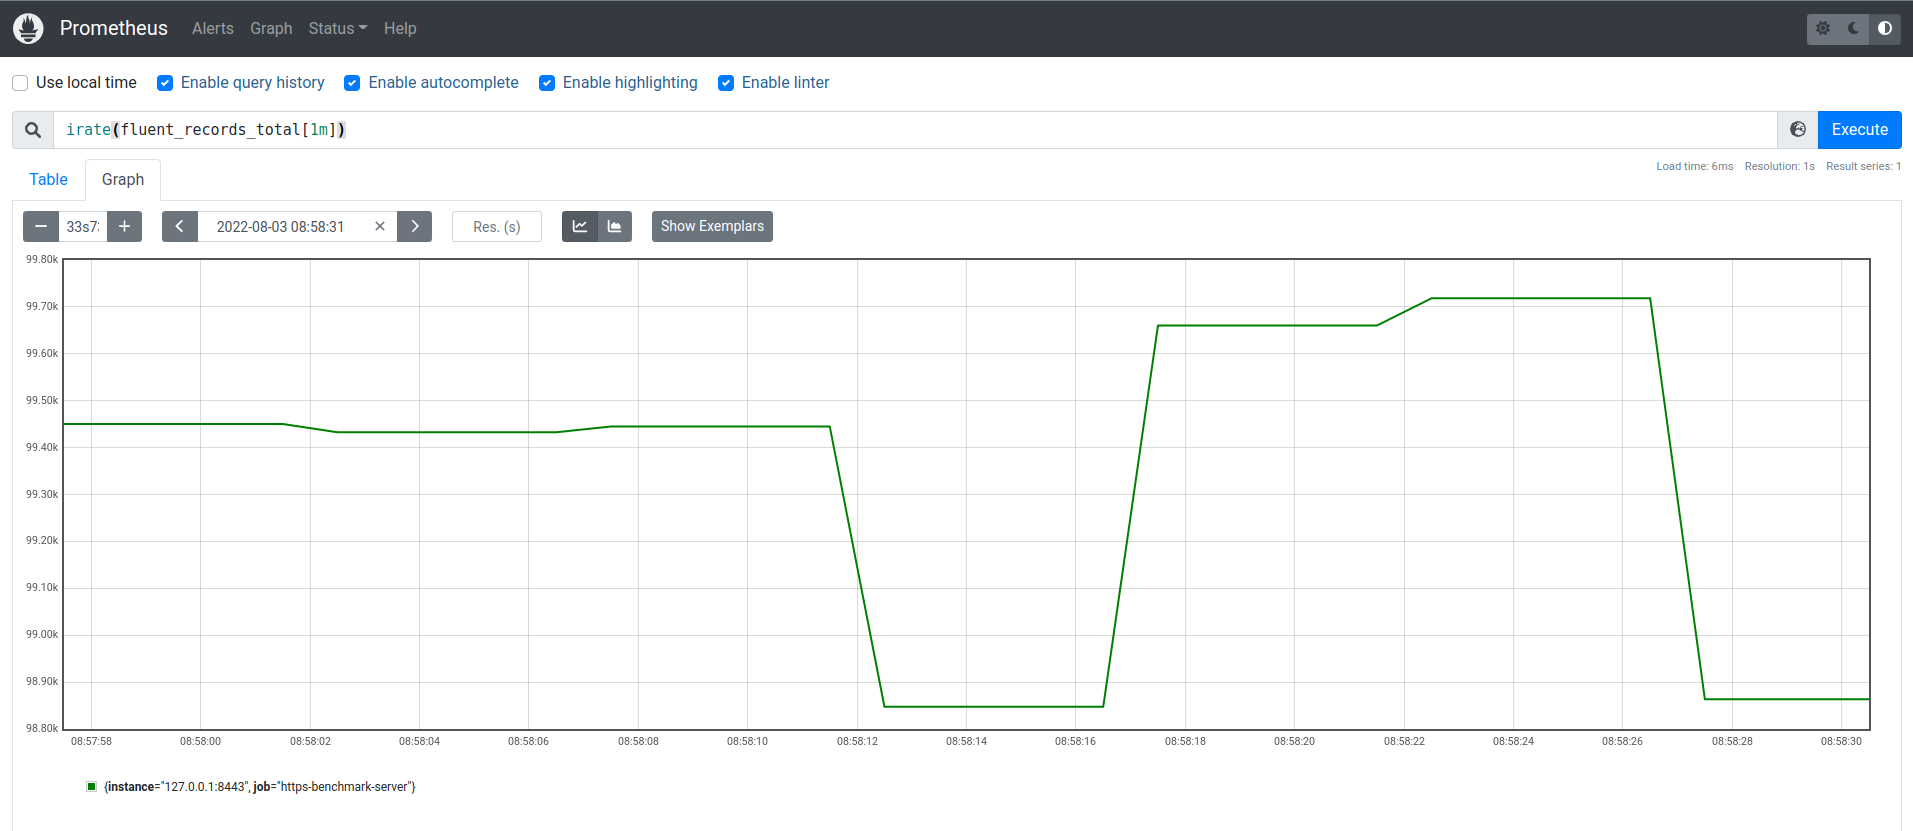 Prometheus Alerts Graph Status Help
Use local time Enable query history Enable autocomplete Enable highlighting Enable linter
irate(fluent_records_total[1m]) Execute
Load time: 6ms Resolution: 1s Result series: 1
Table Graph
33s7 2022-08-03 08:58:31 Res. (s) Show Exemplars
99.80k
99.70k
99.60k
99.50k
99.40k
99.30k
99.20k
99.10k
99.00k
98.90k
98.80k
08:57:58 08:58:00 08:58:02 08:58:04 08:58:06 08:58:08 08:58:10 08:58:12 08:58:14 08:58:16 08:58:18 08:58:20 08:58:22 08:58:24 08:58:26 08:58:28 08:58:30
{instance="127.0.0.1:8443", job="https-benchmark-server"}